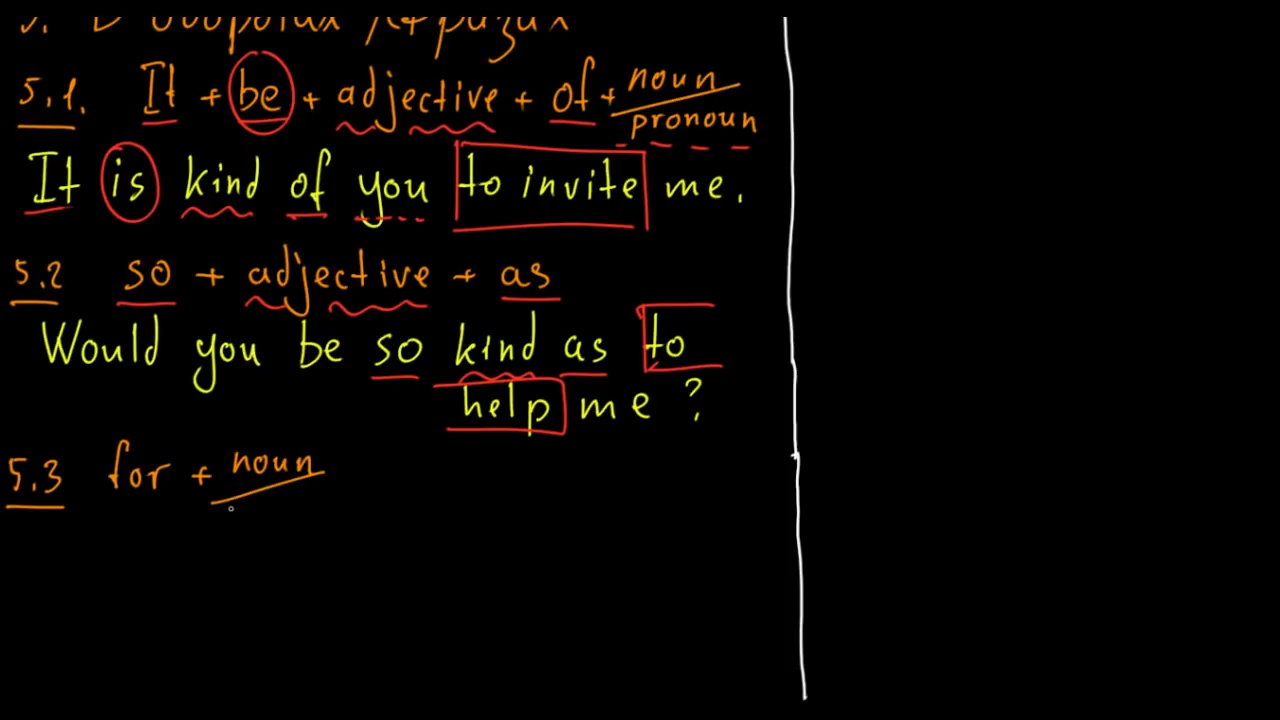 5.1. It + be + adjective + of + noun / pronoun
It is kind of you to invite me.
5.2 so + adjective + as
Would you be so kind as to
help me ?
5.3 for + noun /